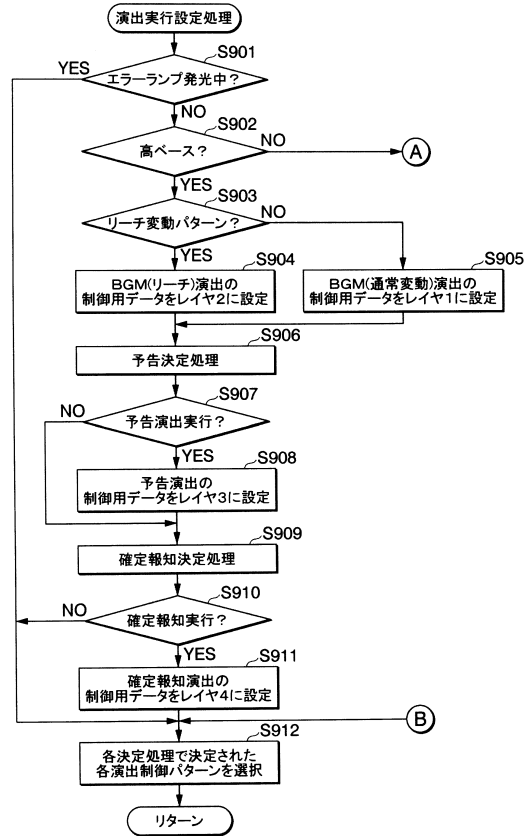 演出実行設定処理
S901
YES
エラーランプ発光中?
NO
S902
NO
高ベース?
A
YES
S903
NO
リーチ変動パターン?
YES
S904
BGM(リーチ)演出の
制御用データをレイヤ2に設定
S905
BGM(通常変動)演出の
制御用データをレイヤ1に設定
S906
予告決定処理
S907
NO
予告演出実行?
YES
S908
予告演出の
制御用データをレイヤ3に設定
S909
確定報知決定処理
S910
NO
確定報知実行?
YES
S911
確定報知演出の
制御用データをレイヤ4に設定
B
S912
各決定処理で決定された
各演出制御パターンを選択
リターン